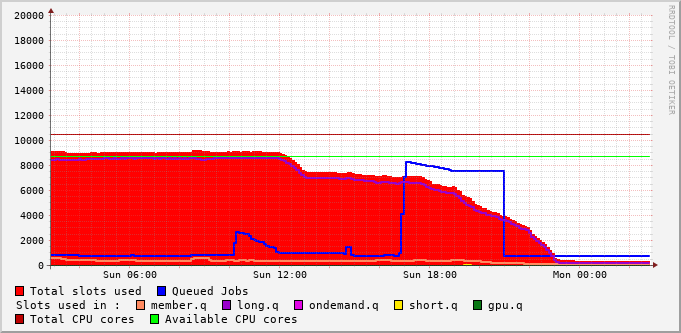 20000
18000
16000
14000
12000
10000
8000
6000
4000
2000
0
Sun 06:00 Sun 12:00 Sun 18:00 Mon 00:00
Total slots used Queued Jobs
Slots used in : member.q long.q ondemand.q short.q gpu.q
Total CPU cores Available CPU cores
RRDTOOL / TOBI OETIKER